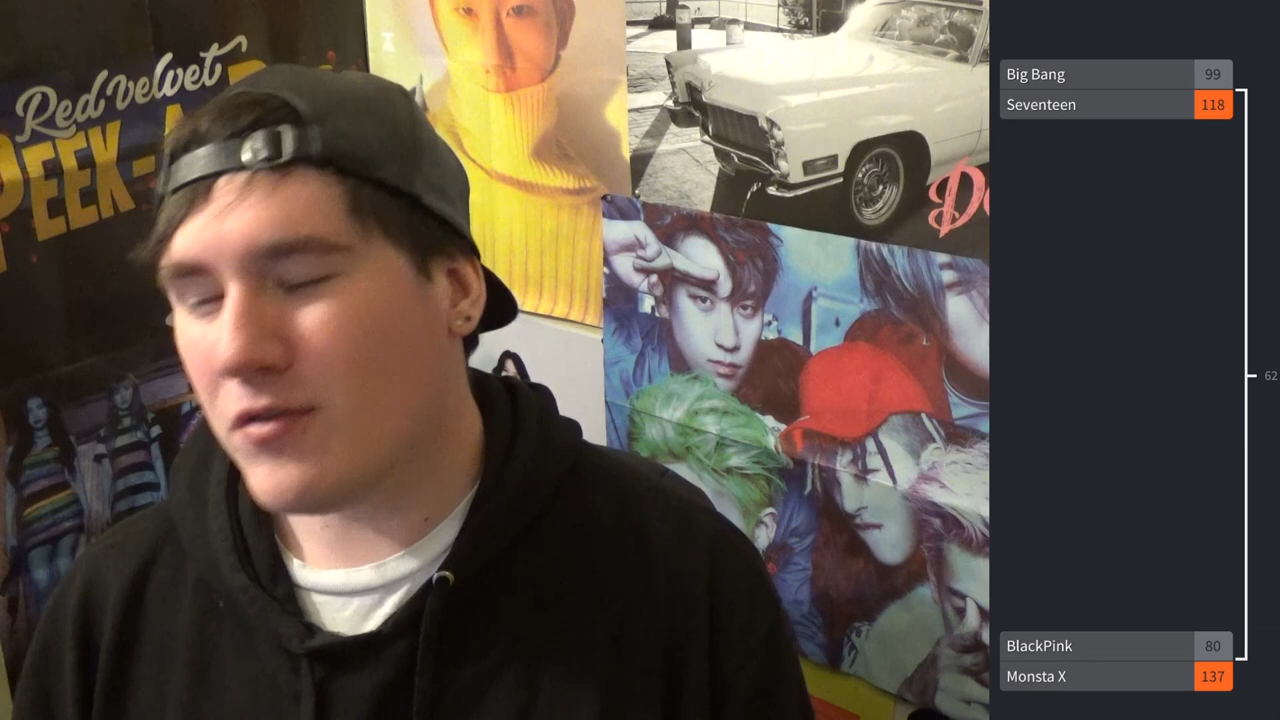 Red Velvet
PEEK-A
D
Big Bang 99
Seventeen 118
62
BlackPink 80
Monsta X 137